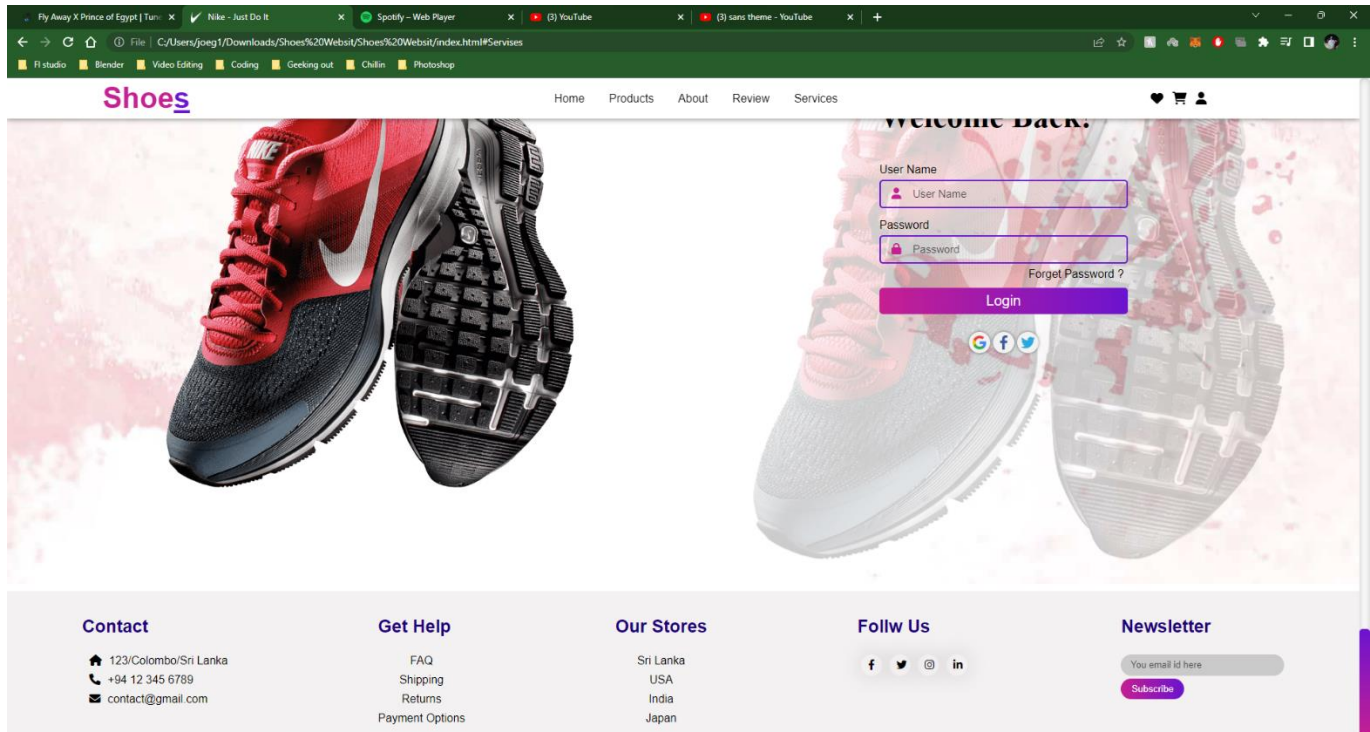 Fly Away X Prince of Egypt | Tune
Nike - Just Do It
Spotify – Web Player
(3) YouTube
(3) sans theme - YouTube
File | C:/Users/joeg1/Downloads/Shoes%20Websit/Shoes%20Websit/index.html#Servises
Fl studio Blender Video Editing Coding Geeking out Chillin Photoshop
Shoes
Home Products About Review Services
NIKE
Welcome Back!
User Name
User Name
Password
Password
Forget Password ?
Login
Contact
123/Colombo/Sri Lanka
+94 12 345 6789
contact@gmail.com
Get Help
FAQ
Shipping
Returns
Payment Options
Our Stores
Sri Lanka
USA
India
Japan
Follw Us
Newsletter
You email id here
Subscribe